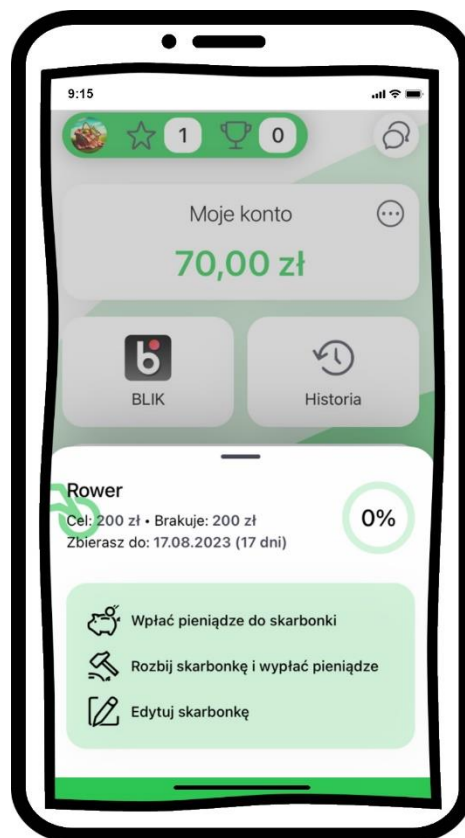 9:15
1 0
Moje konto
70,00 zł
BLIK
Historia
Rower
Cel: 200 zł • Brakuje: 200 zł
Zbierasz do: 17.08.2023 (17 dni)
0%
Wpłać pieniądze do skarbonki
Rozbij skarbonkę i wypłać pieniądze
Edytuj skarbonkę